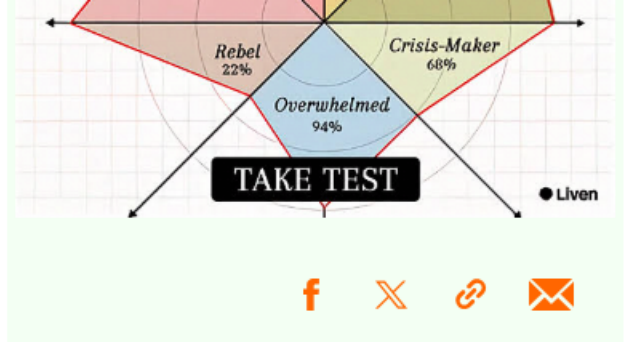 Rebel
22%
Crisis-Maker
68%
Overwhelmed
94%
TAKE TEST
Liven